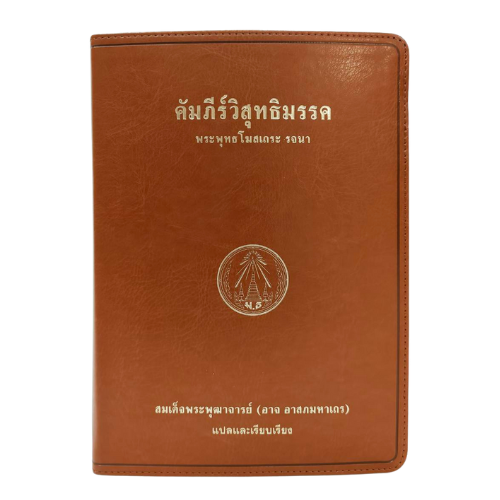 คัมภีร์วิสุทธิมรรค
พระพุทธโฆสเถระ รจนา
ม.ธ
สมเด็จพระพุฒาจารย์ (อาจ อาสภมหาเถร)
แปลและเรียบเรียง